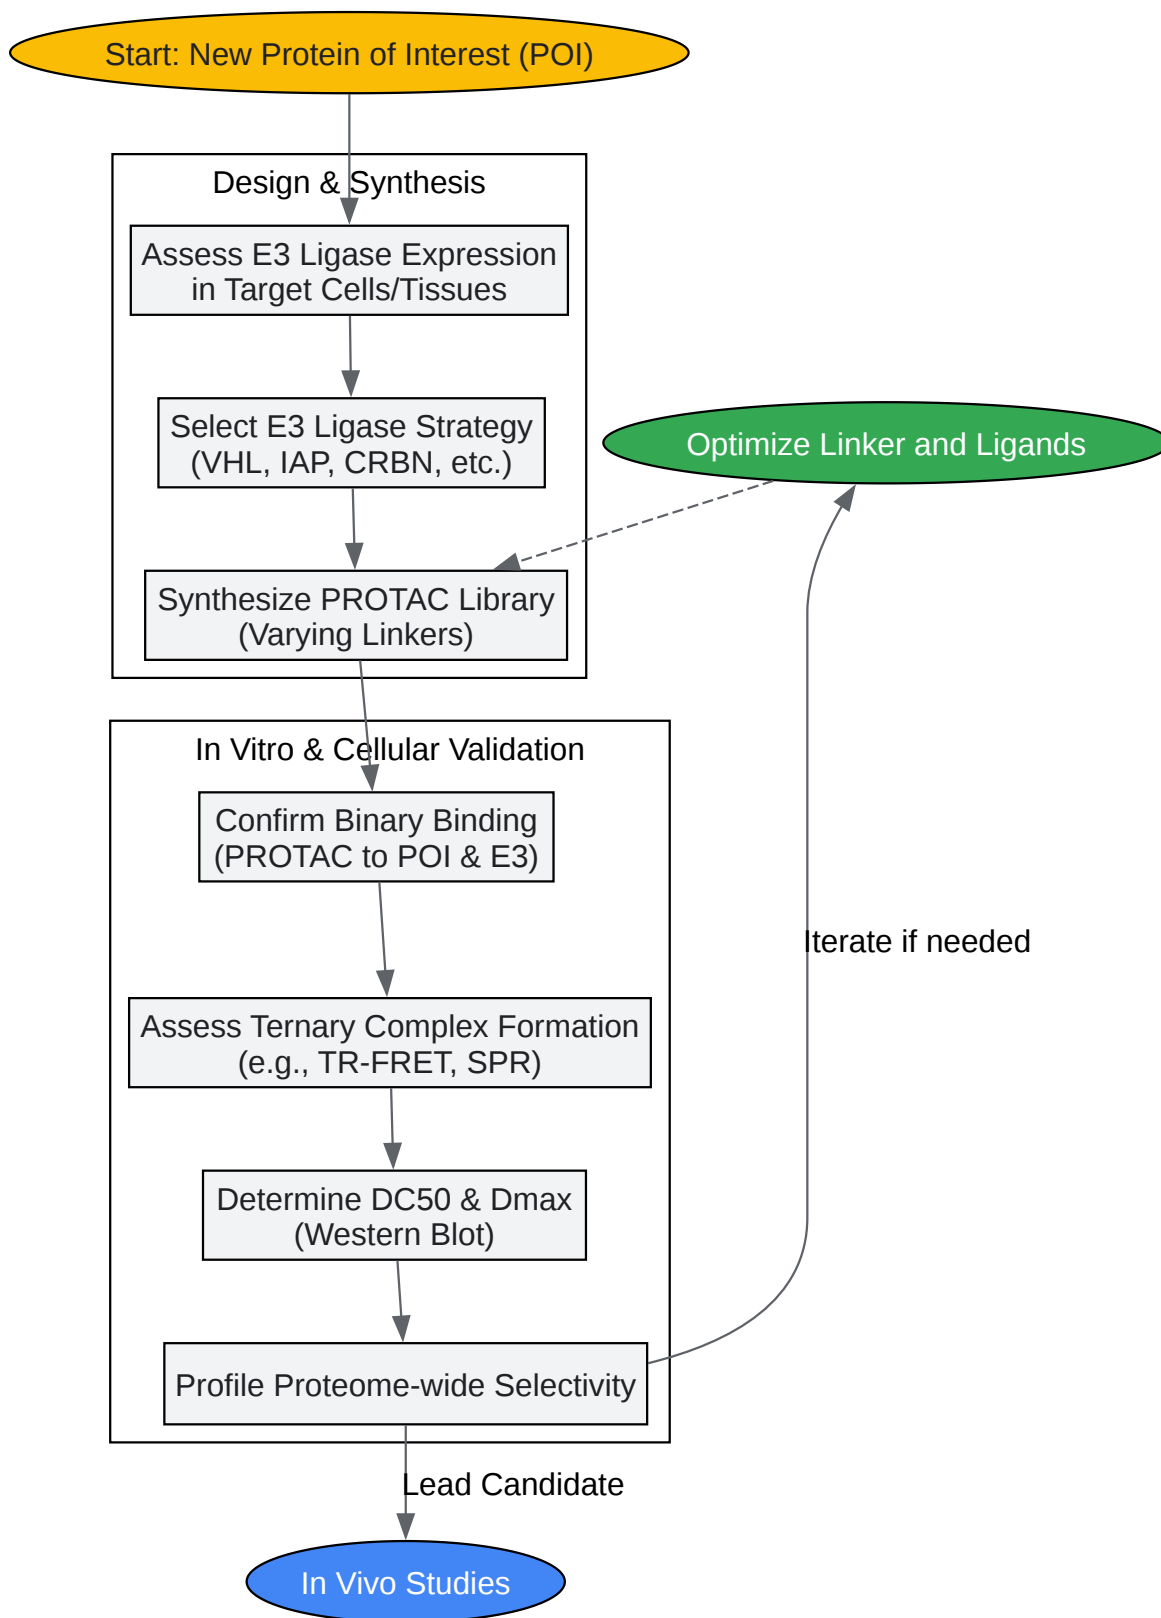 Start: New Protein of Interest (POI)
Design & Synthesis
Assess E3 Ligase Expression
in Target Cells/Tissues
Select E3 Ligase Strategy
(VHL, IAP, CRBN, etc.)
Optimize Linker and Ligands
Synthesize PROTAC Library
(Varying Linkers)
In Vitro & Cellular Validation
Confirm Binary Binding
(PROTAC to POI & E3)
Iterate if needed
Assess Ternary Complex Formation
(e.g., TR-FRET, SPR)
Determine DC50 & Dmax
(Western Blot)
Profile Proteome-wide Selectivity
Lead Candidate
In Vivo Studies